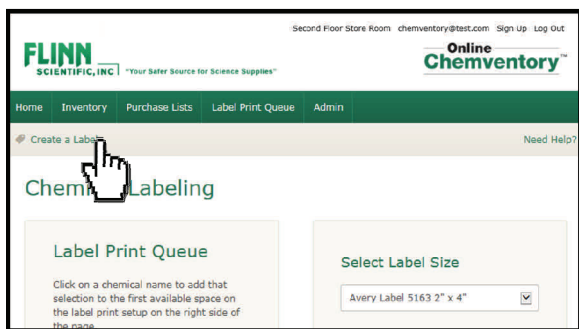 Second Floor Store Room chemventory@test.com Sign Up Log Out
FLINN
SCIENTIFIC, INC
"Your Safer Source for Science Supplies"
Online
Chemventory™
Home Inventory Purchase Lists Label Print Queue Admin
Create a Label Need Help?
Labeling
Label Print Queue
Click on a chemical name to add that
selection to the first available space on
the label print setup on the right side of
the page
Select Label Size
Avery Label 5163 2" x 4"